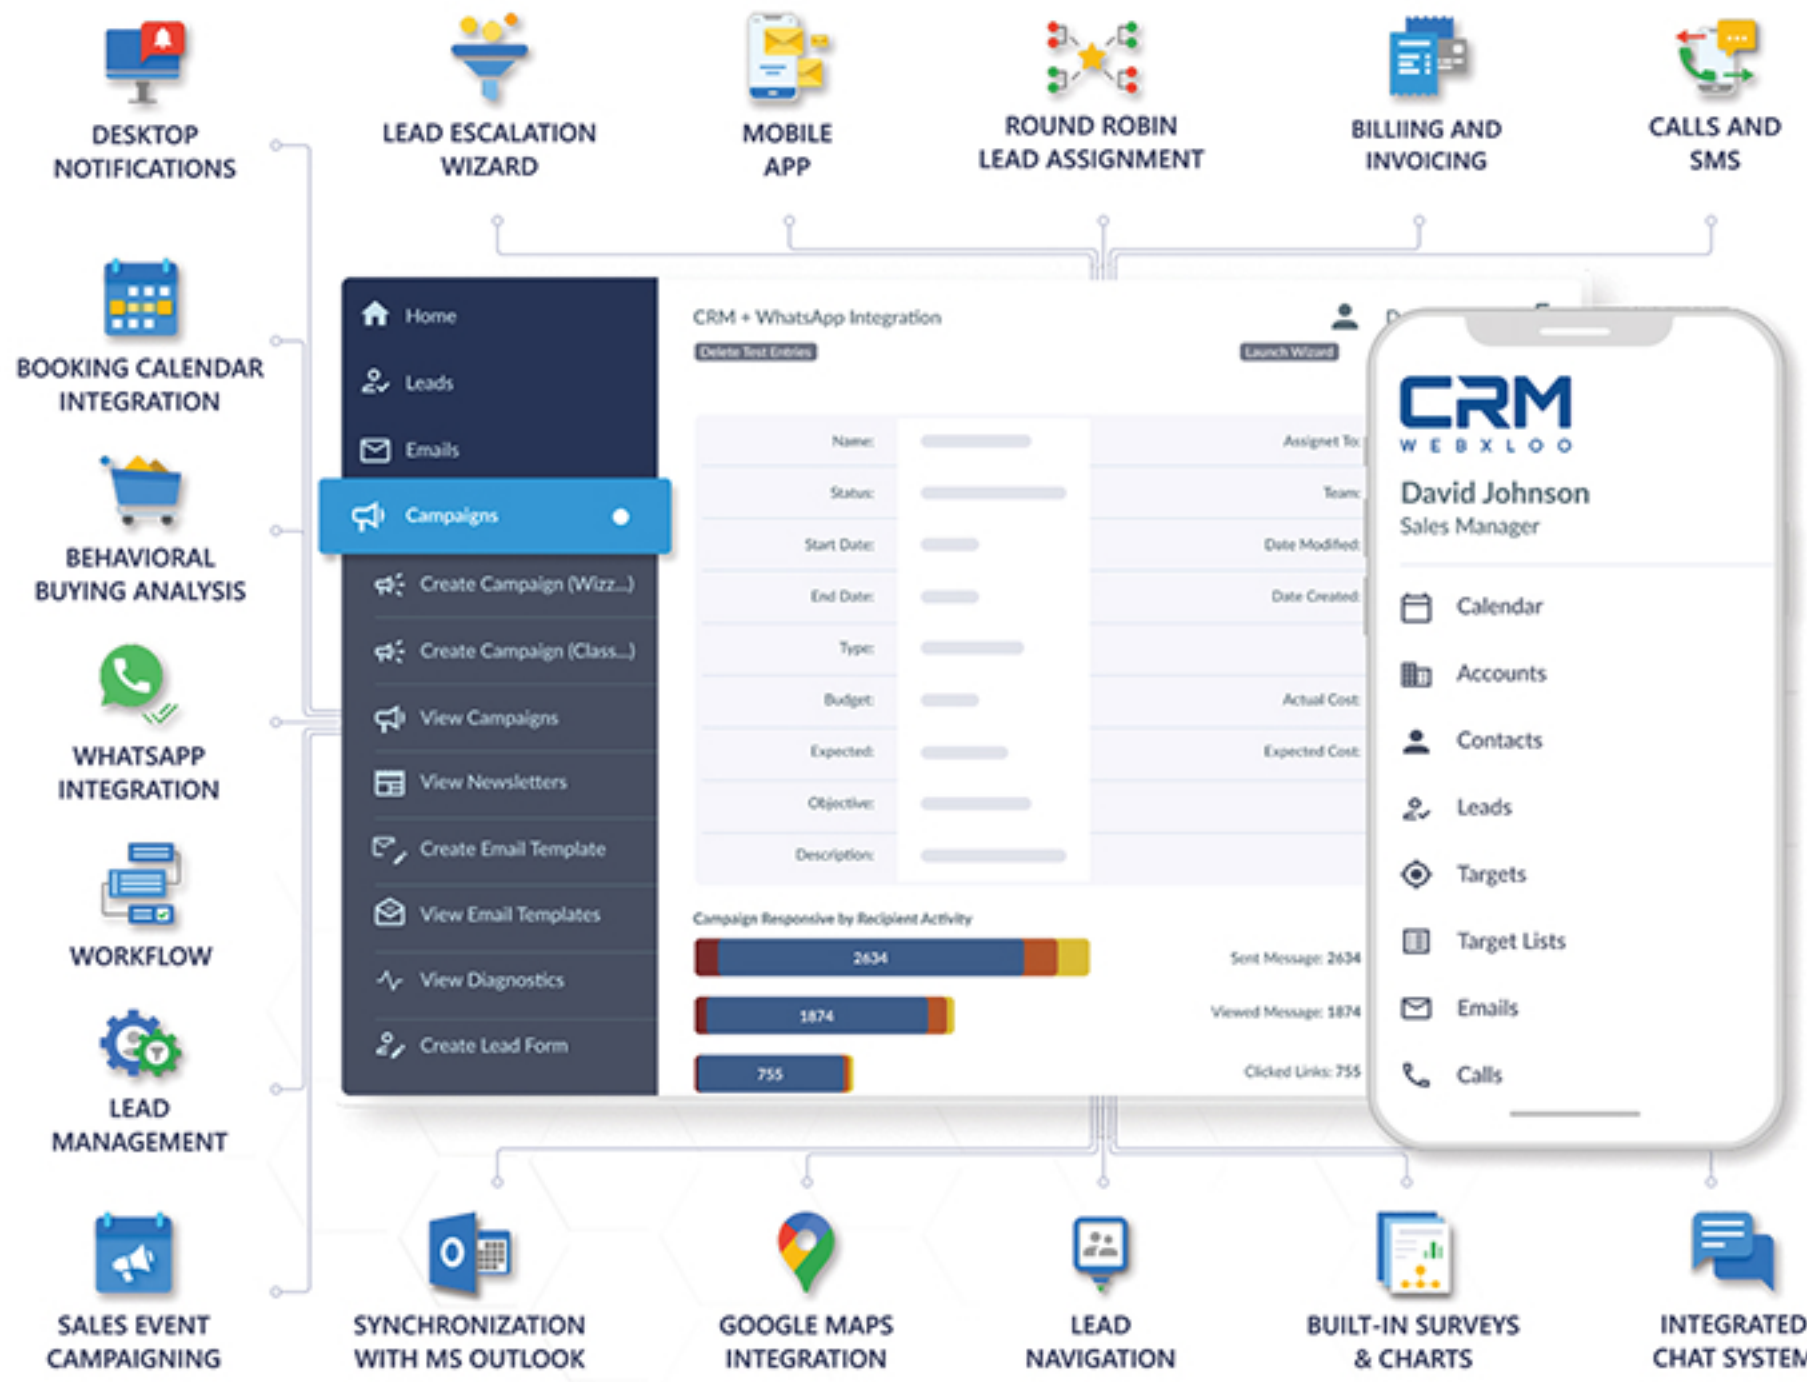 DESKTOP
NOTIFICATIONS
LEAD ESCALATION
WIZARD
MOBILE
APP
ROUND ROBIN
LEAD ASSIGNMENT
BILLIING AND
INVOICING
CALLS AND
SMS
BOOKING CALENDAR
INTEGRATION
BEHAVIORAL
BUYING ANALYSIS
WHATSAPP
INTEGRATION
WORKFLOW
LEAD
MANAGEMENT
SALES EVENT
CAMPAIGNING
Home
Leads
Emails
Campaigns
Create Campaign (Wizz...)
Create Campaign (Class...)
View Campaigns
View Newsletters
Create Email Template
View Email Templates
View Diagnostics
Create Lead Form
CRM + WhatsApp Integration
Delete Test Entries
Launch Wizard
Name:
Assignet To:
Status:
Team:
Start Date:
Date Modified:
End Date:
Date Created:
Type:
Budget:
Actual Cost:
Expected:
Expected Cost:
Objective:
Description:
Campaign Responsive by Recipient Activity
2634
Sent Message: 2634
1874
Viewed Message: 1874
755
Clicked Links: 755
CRM
WEBXLOO
David Johnson
Sales Manager
Calendar
Accounts
Contacts
Leads
Targets
Target Lists
Emails
Calls
SYNCHRONIZATION
WITH MS OUTLOOK
GOOGLE MAPS
INTEGRATION
LEAD
NAVIGATION
BUILT-IN SURVEYS
& CHARTS
INTEGRATED
CHAT SYSTEM